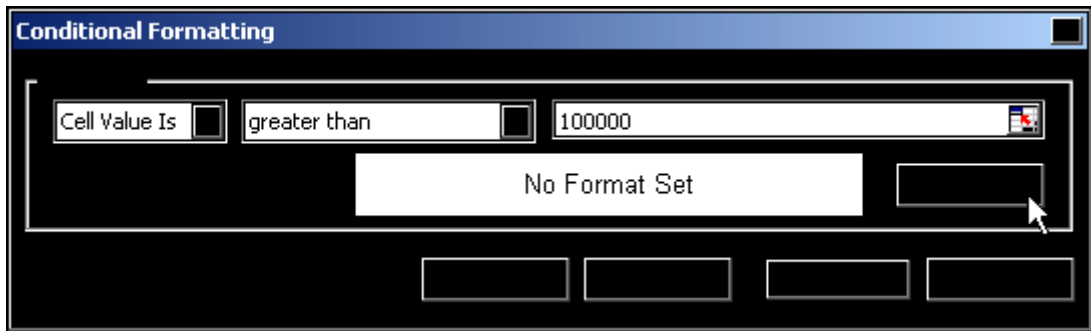 Conditional Formatting
Cell Value Is greater than 100000
No Format Set